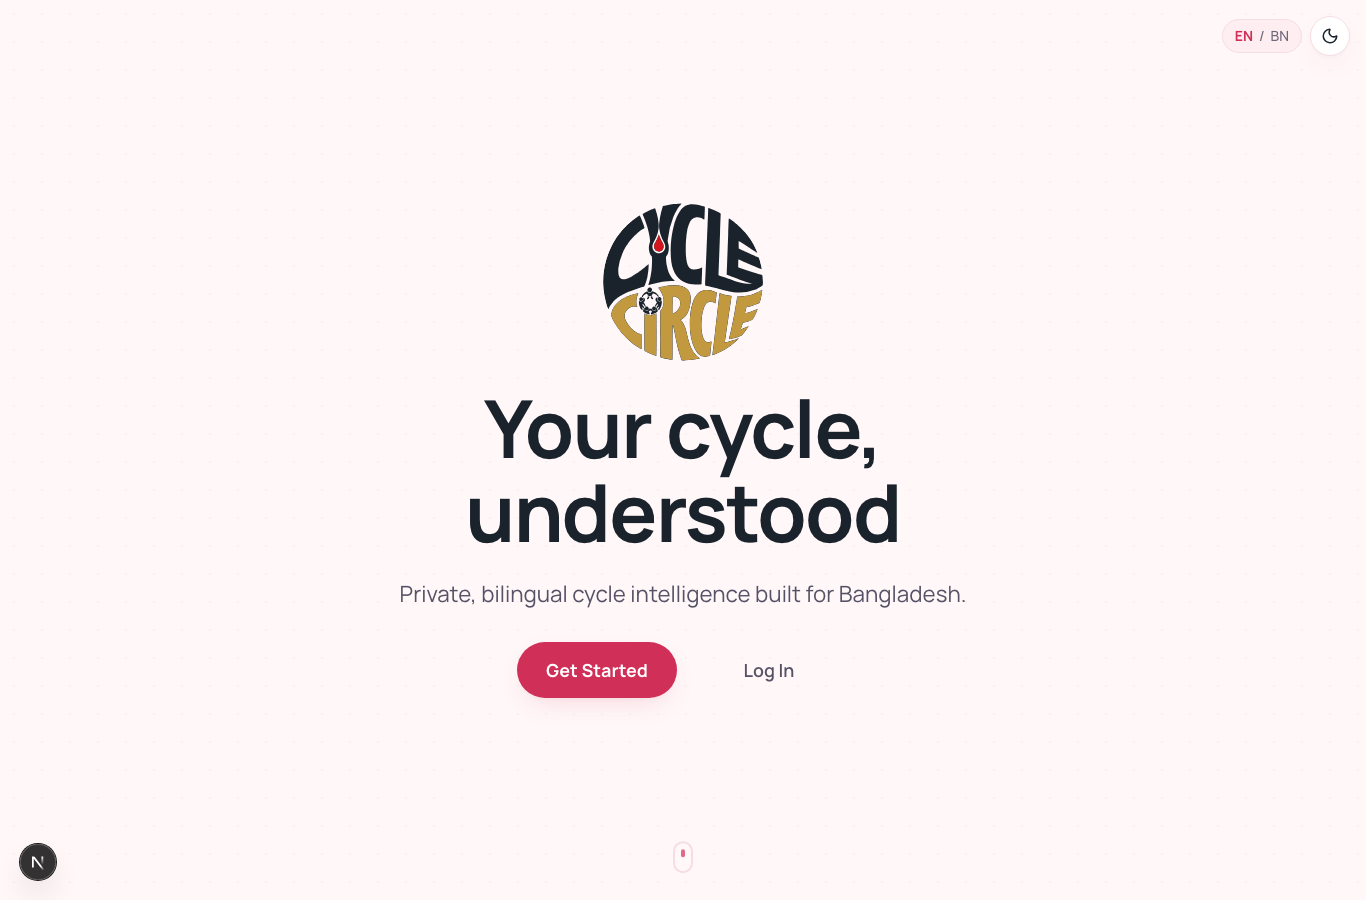 EN / BN
CYCLE
CIRCLE
Your cycle,
understood
Private, bilingual cycle intelligence built for Bangladesh.
Get Started
Log In
N